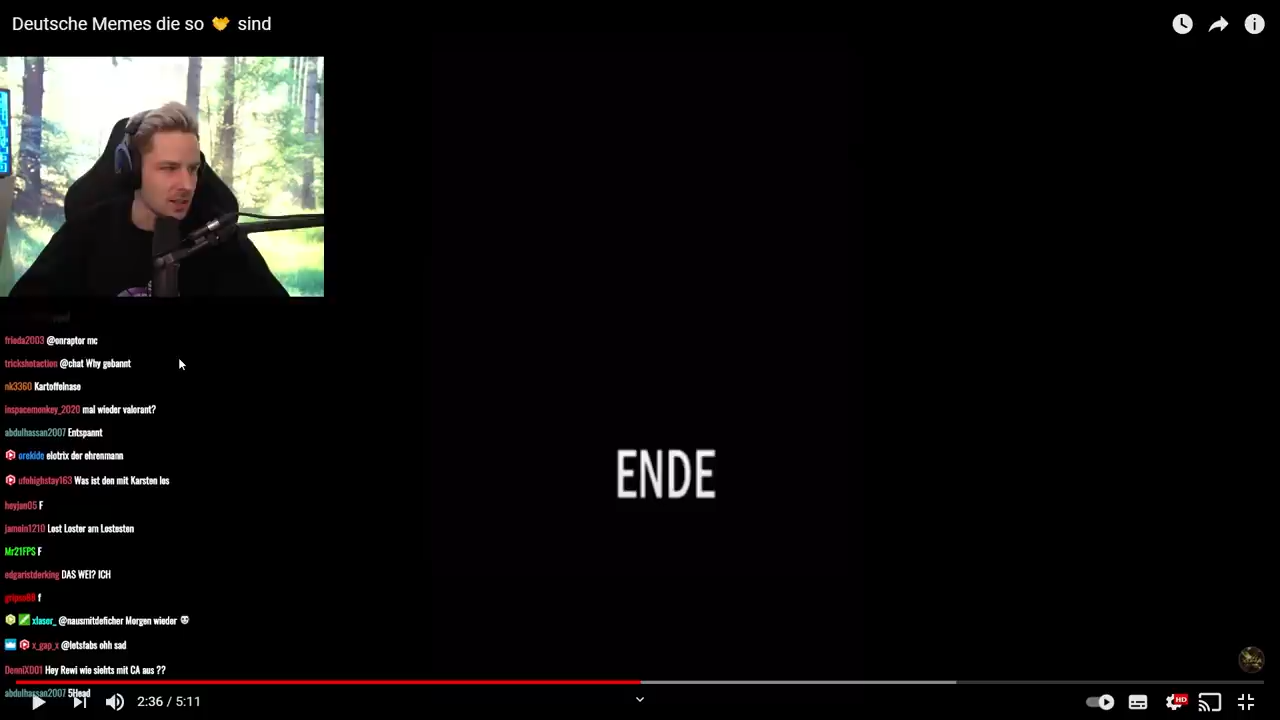 Deutsche Memes die so 🤝 sind
frieda2003 @onraptor mc
trickshotaction @chat Why gebannt
nk3360 Kartoffelnase
inspacemonkey_2020 mal wieder valorant?
abdulhassan2007 Entspannt
orekide elotrix der ehrenmann
ufohighstay163 Was ist den mit Karsten los
heyjan05 F
jamnin1210 Lost Loster am Lostesten
Mr21FPS F
edgaristderking DAS WEI? ICH
f
xlaser_ @nausmitdeficher Morgen wieder 💀
x_gap_x @letsfabs ohh sad
DenniXD01 Hey Rewi wie siehts mit CA aus ??
abdulhassan2007 5Head
ENDE
2:36 / 5:11
HD